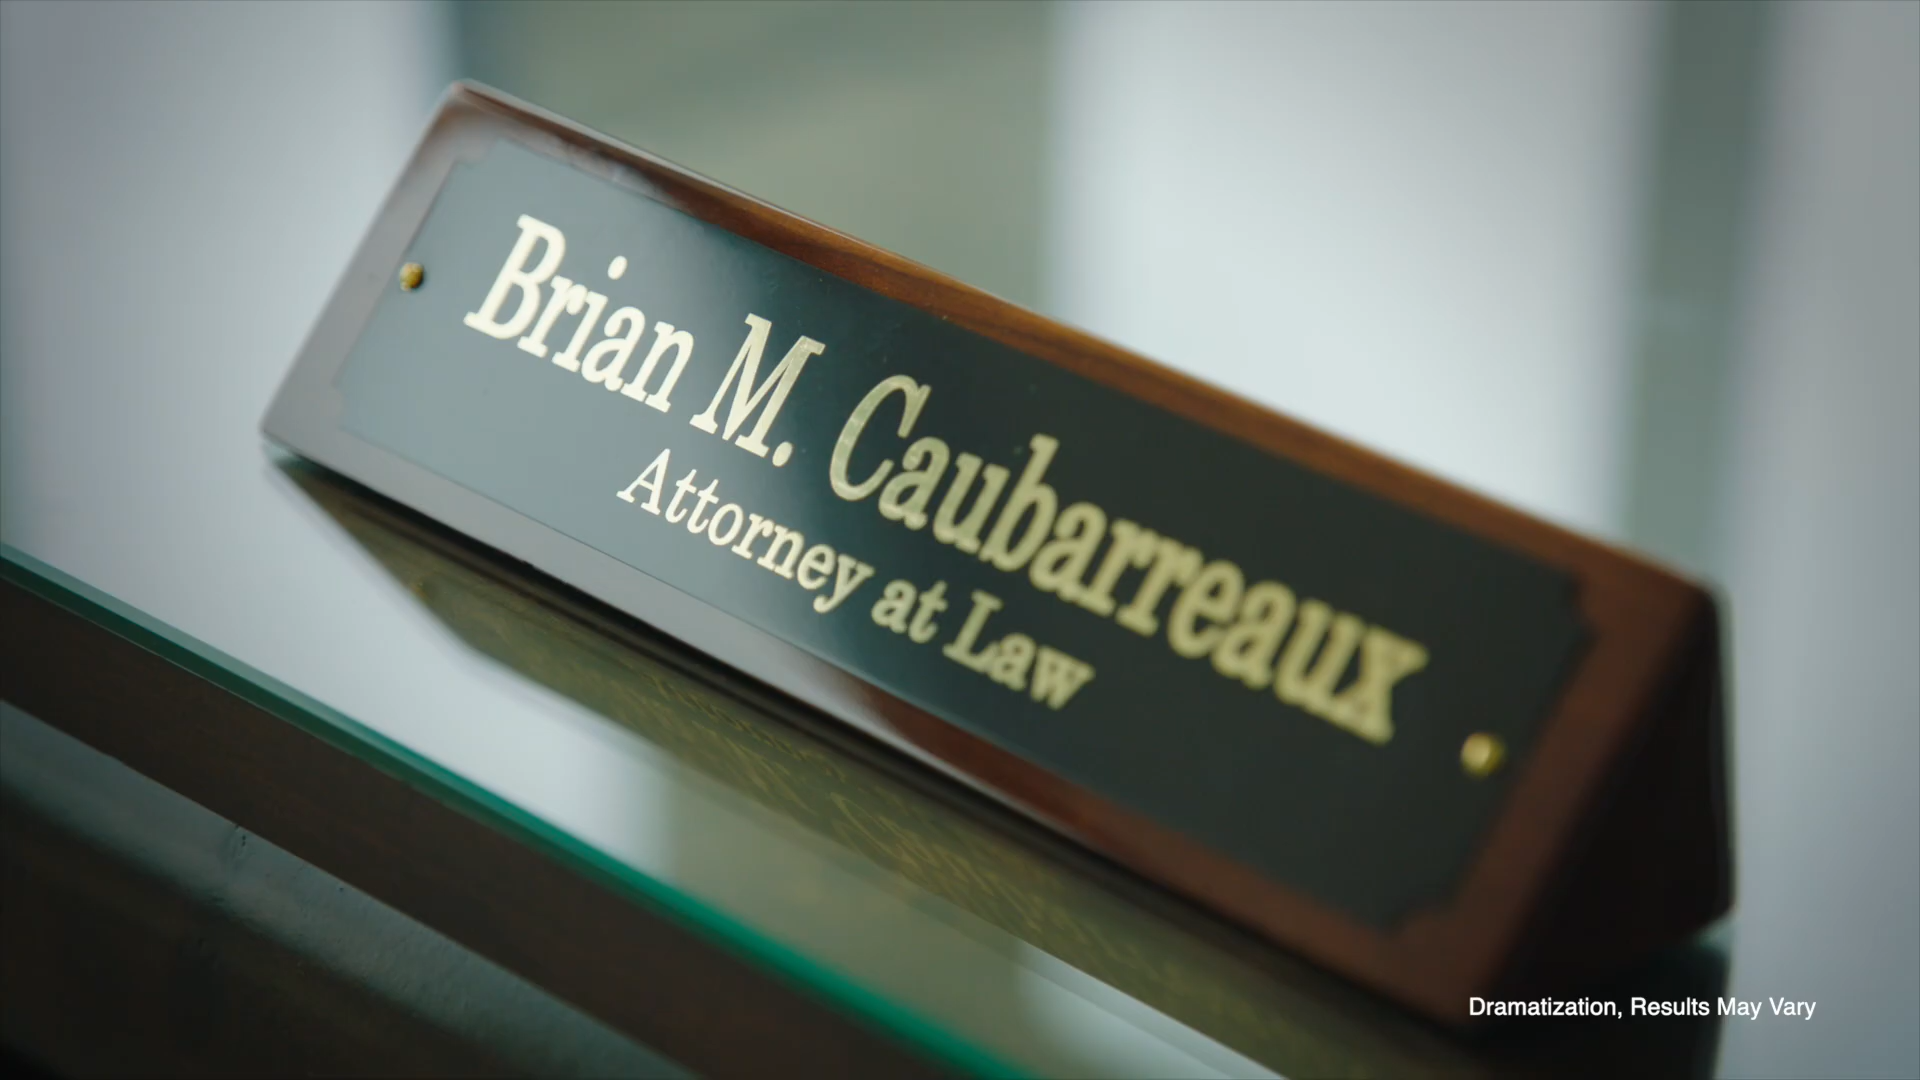 Brian M. Caubarreaux
Attorney at Law
Dramatization, Results May Vary